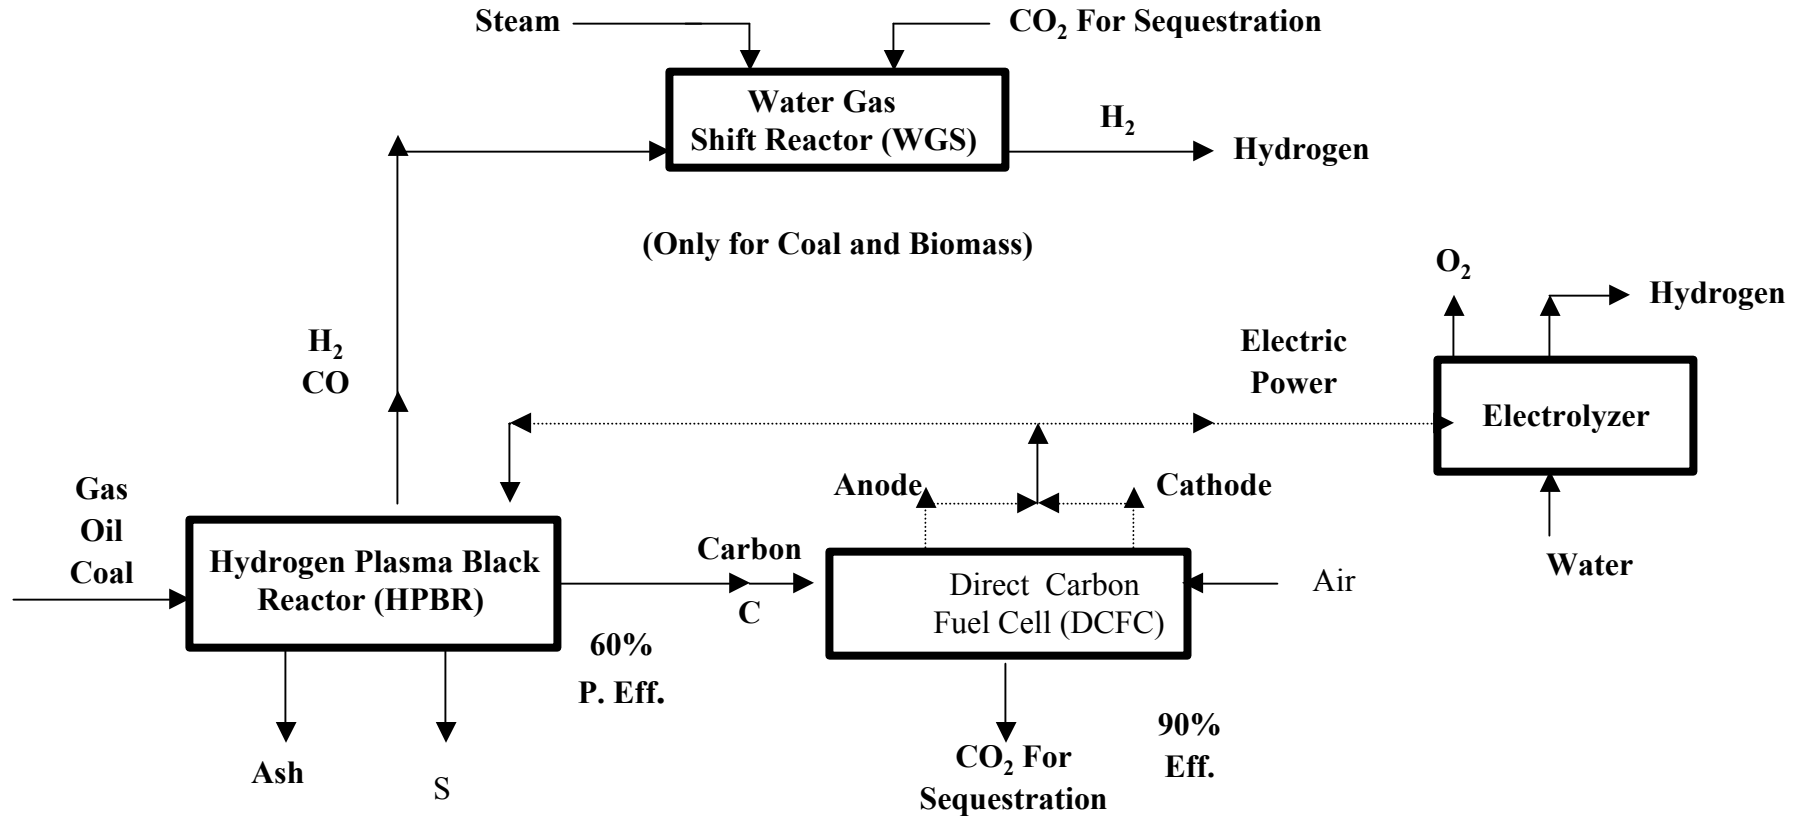 Steam
CO₂ For Sequestration
Water Gas
Shift Reactor (WGS)
H₂
Hydrogen
(Only for Coal and Biomass)
O₂
Hydrogen
H₂
CO
Electric
Power
Electrolyzer
Gas
Oil
Coal
Anode
Cathode
Hydrogen Plasma Black
Reactor (HPBR)
Carbon
C
Direct Carbon
Fuel Cell (DCFC)
Air
Water
60%
P. Eff.
90%
Eff.
Ash
S
CO₂ For
Sequestration